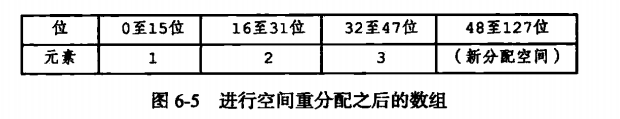 位 0至15位 16至31位 32至47位 48至127位
元素 1 2 3 (新分配空间)
图 6-5 进行空间重分配之后的数组